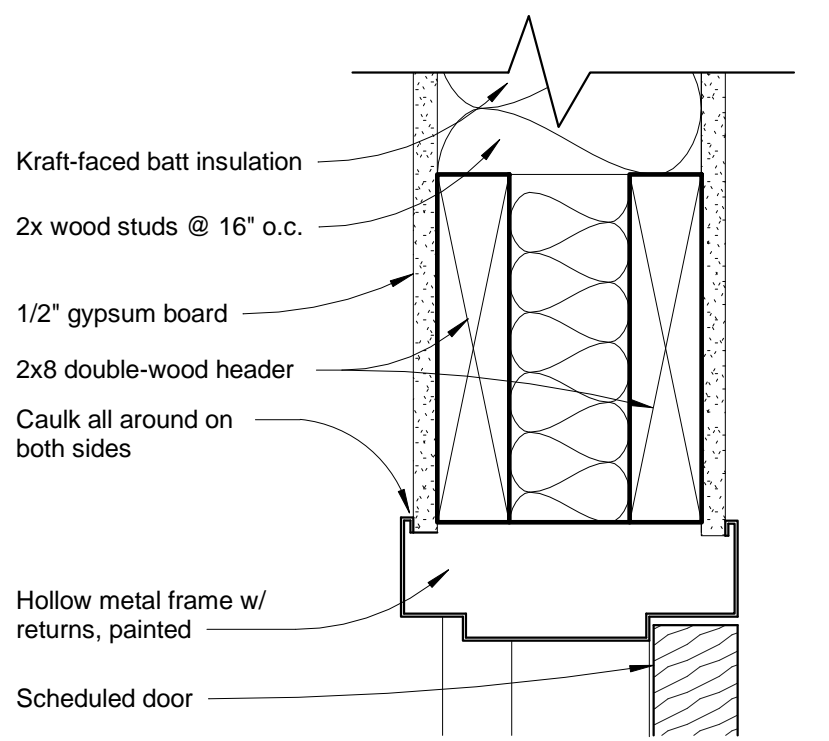 Kraft-faced batt insulation
2x wood studs @ 16" o.c.
1/2" gypsum board
2x8 double-wood header
Caulk all around on
both sides
Hollow metal frame w/
returns, painted
Scheduled door